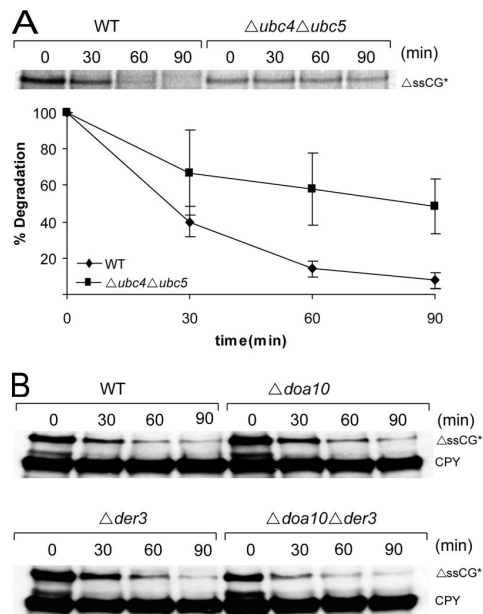 A
WT △ubc4△ubc5
0 30 60 90 0 30 60 90 (min)
△ssCG*
% Degradation
100
80
60
40
20
WT
△ubc4△ubc5
0 30 60 90
time(min)
B
WT △doa10
0 30 60 90 0 30 60 90 (min)
△ssCG*
CPY
△der3 △doa10△der3
0 30 60 90 0 30 60 90 (min)
△ssCG*
CPY